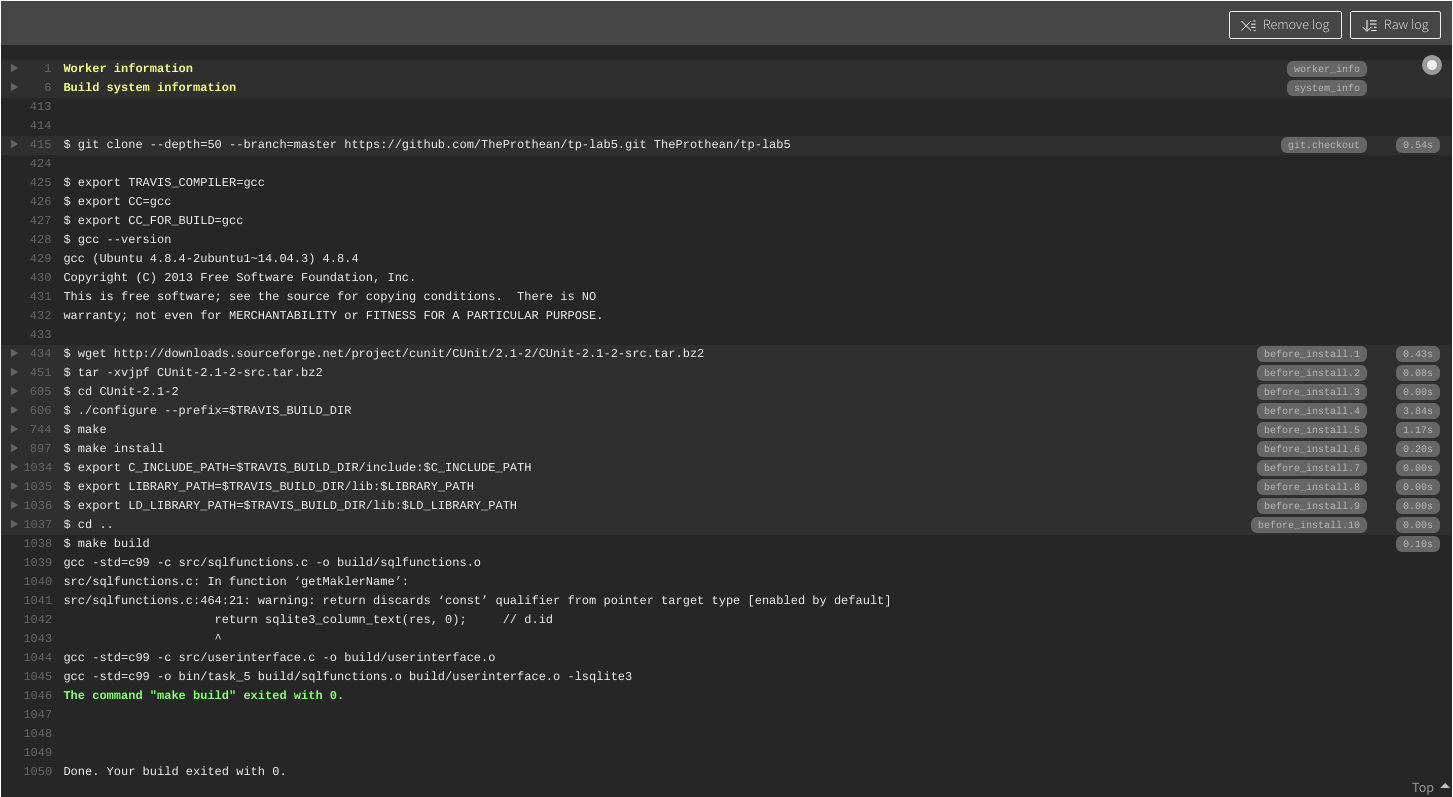 Remove log
Raw log
1 Worker information worker_info
6 Build system information system_info
413
414
415 $ git clone --depth=50 --branch=master https://github.com/TheProthean/tp-lab5.git TheProthean/tp-lab5 git.checkout 0.54s
424
425 $ export TRAVIS_COMPILER=gcc
426 $ export CC=gcc
427 $ export CC_FOR_BUILD=gcc
428 $ gcc --version
429 gcc (Ubuntu 4.8.4-2ubuntu1~14.04.3) 4.8.4
430 Copyright (C) 2013 Free Software Foundation, Inc.
431 This is free software; see the source for copying conditions.  There is NO
432 warranty; not even for MERCHANTABILITY or FITNESS FOR A PARTICULAR PURPOSE.
433
434 $ wget http://downloads.sourceforge.net/project/cunit/CUnit/2.1-2/CUnit-2.1-2-src.tar.bz2 before_install.1 0.43s
451 $ tar -xvjpf CUnit-2.1-2-src.tar.bz2 before_install.2 0.08s
605 $ cd CUnit-2.1-2 before_install.3 0.00s
606 $ ./configure --prefix=$TRAVIS_BUILD_DIR before_install.4 3.84s
744 $ make before_install.5 1.17s
897 $ make install before_install.6 0.20s
1034 $ export C_INCLUDE_PATH=$TRAVIS_BUILD_DIR/include:$C_INCLUDE_PATH before_install.7 0.00s
1035 $ export LIBRARY_PATH=$TRAVIS_BUILD_DIR/lib:$LIBRARY_PATH before_install.8 0.00s
1036 $ export LD_LIBRARY_PATH=$TRAVIS_BUILD_DIR/lib:$LD_LIBRARY_PATH before_install.9 0.00s
1037 $ cd .. before_install.10 0.00s
1038 $ make build 0.10s
1039 gcc -std=c99 -c src/sqlfunctions.c -o build/sqlfunctions.o
1040 src/sqlfunctions.c: In function ‘getMaklerName’:
1041 src/sqlfunctions.c:464:21: warning: return discards ‘const’ qualifier from pointer target type [enabled by default]
1042 return sqlite3_column_text(res, 0);     // d.id
1043 ^
1044 gcc -std=c99 -c src/userinterface.c -o build/userinterface.o
1045 gcc -std=c99 -o bin/task_5 build/sqlfunctions.o build/userinterface.o -lsqlite3
1046 The command "make build" exited with 0.
1047
1048
1049
1050 Done. Your build exited with 0.
Top